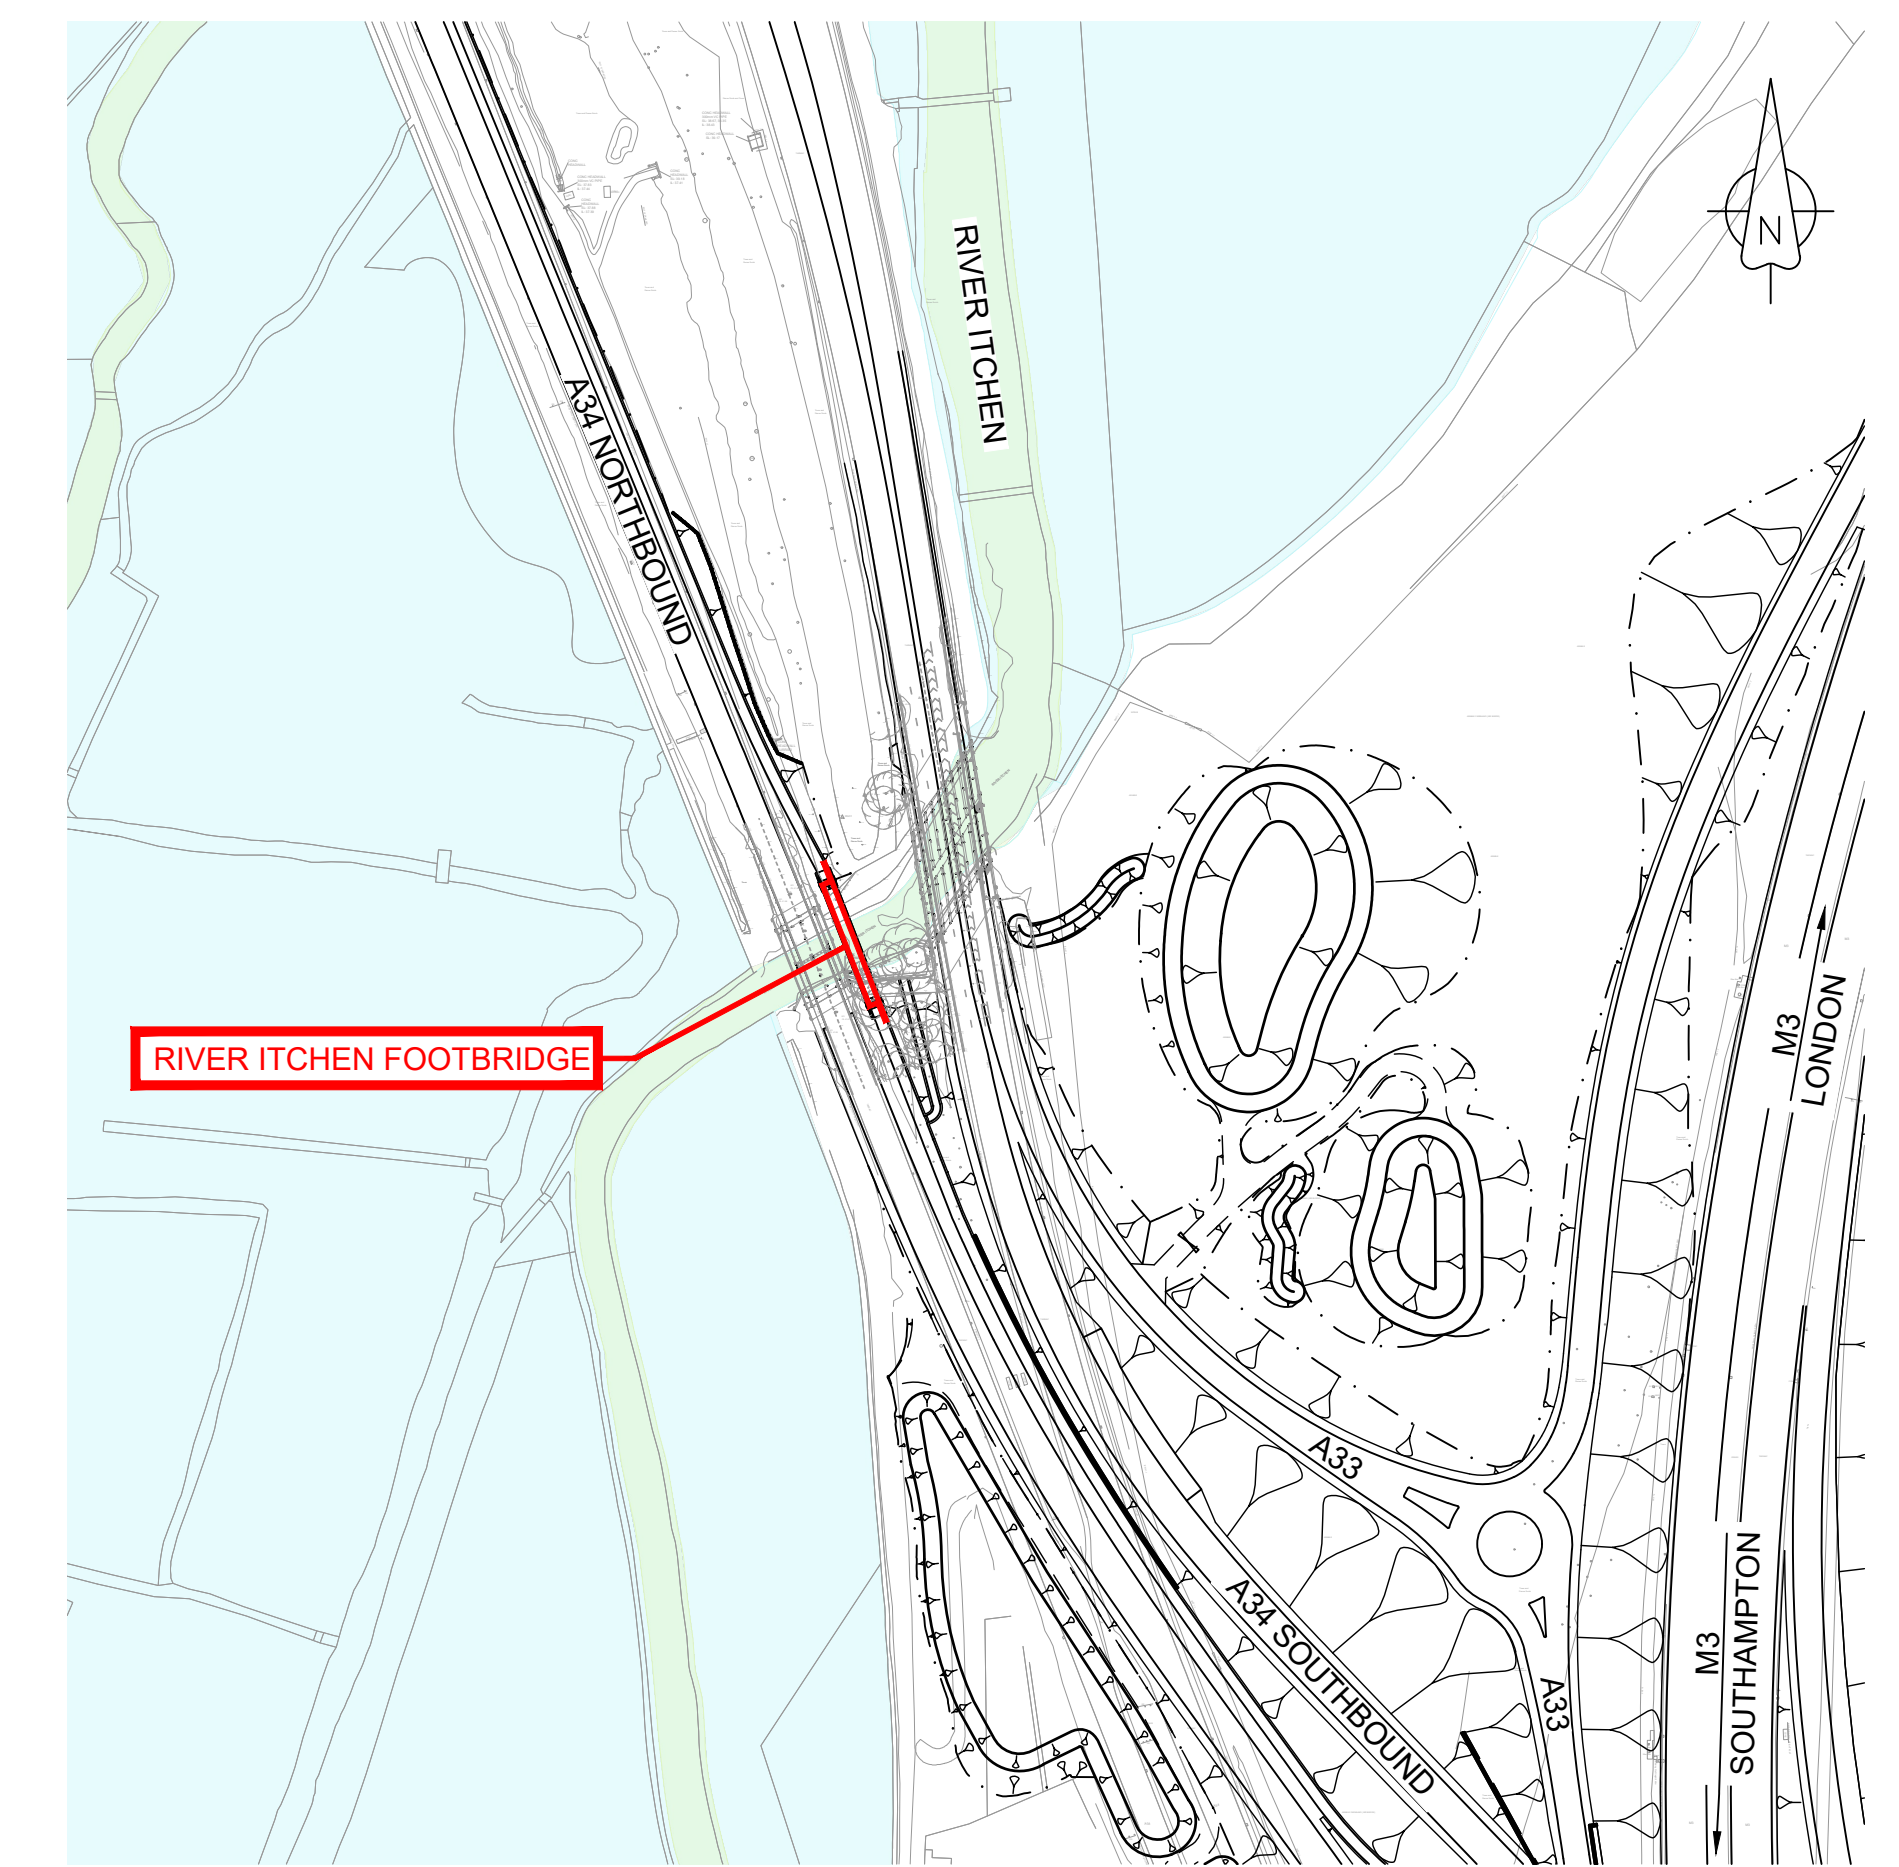 N
RIVER ITCHEN
A34 NORTHBOUND
RIVER ITCHEN FOOTBRIDGE
M3
LONDON
A33
A34 SOUTHBOUND
A33
M3
SOUTHAMPTON